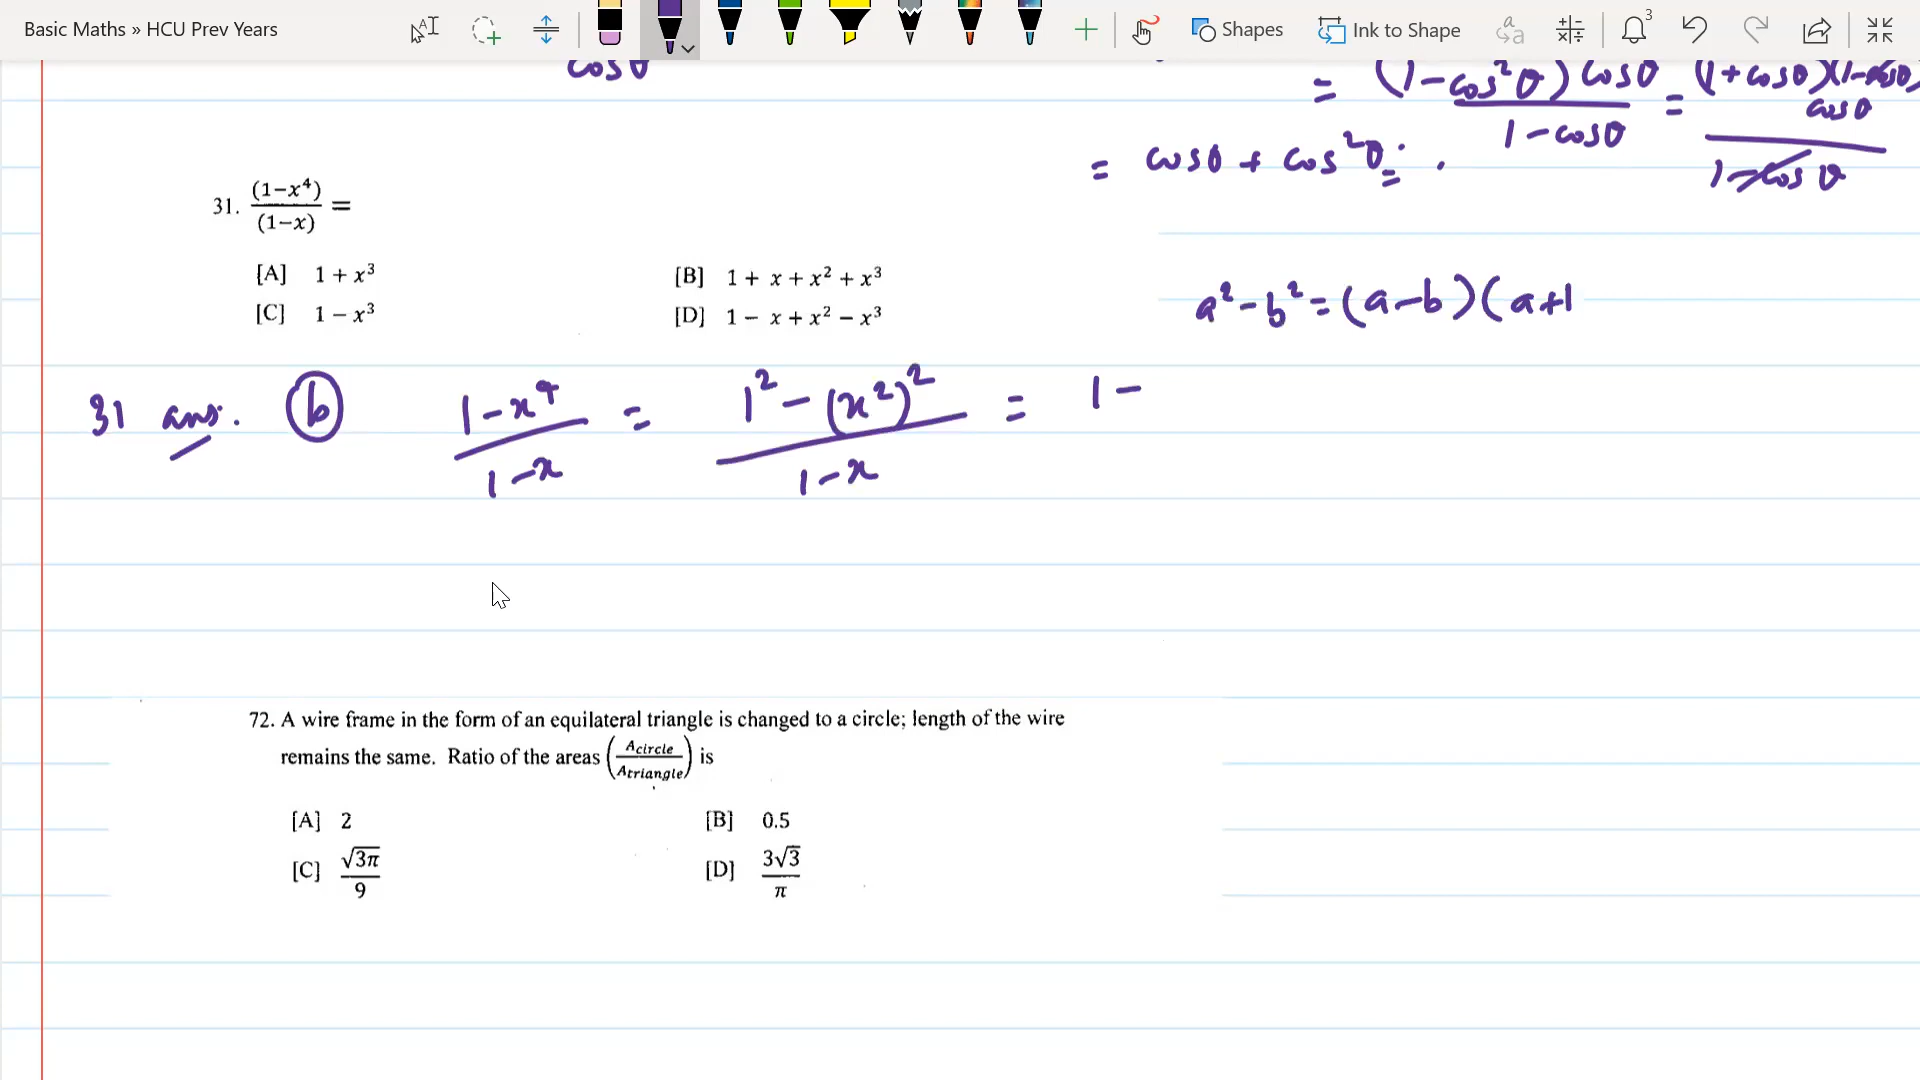 Basic Maths » HCU Prev Years
Shapes
Ink to Shape
3
cosθ
= (1-cos²θ) cosθ / 1-cosθ = (1+cosθ)(1-cosθ) cosθ / 1-cosθ
= cosθ + cos²θ
31. (1−x⁴) / (1−x) =
[A] 1 + x³
[B] 1 + x + x² + x³
[C] 1 − x³
[D] 1 − x + x² − x³
a² - b² = (a-b)(a+
31 ans. (b) 1-x⁴ / 1-x = 1² - (x²)² / 1-x = 1 -
72. A wire frame in the form of an equilateral triangle is changed to a circle; length of the wire
remains the same. Ratio of the areas (Acircle / Atriangle) is
[A] 2
[B] 0.5
[C] √3π / 9
[D] 3√3 / π